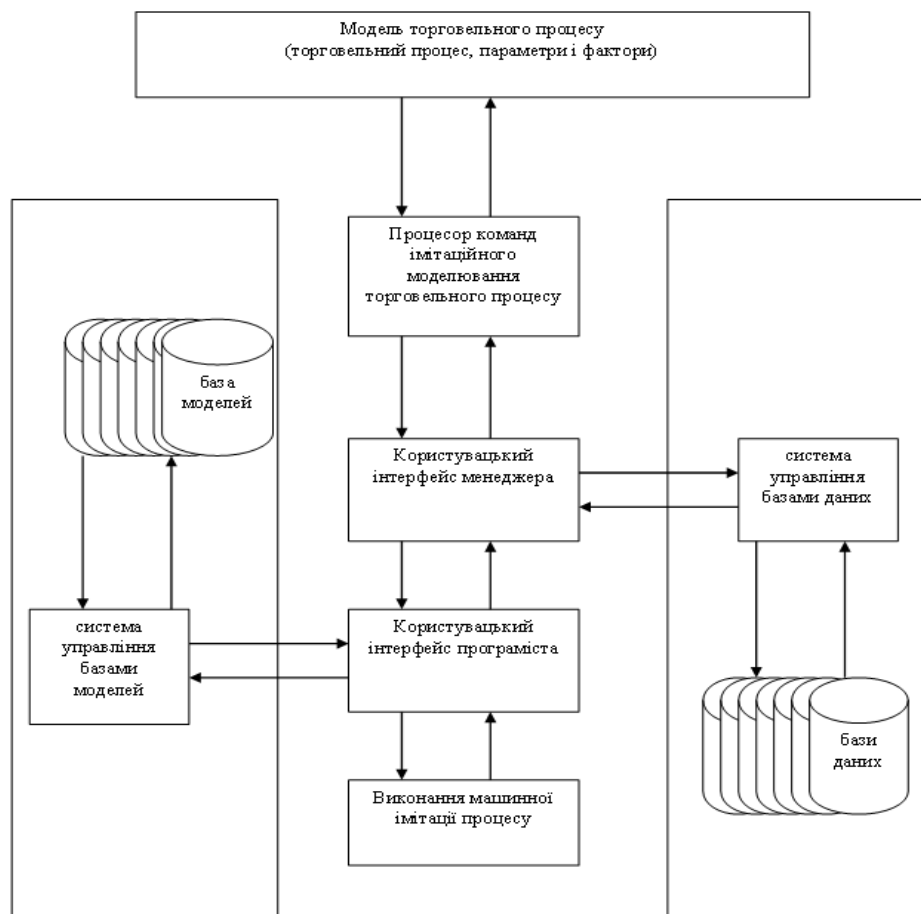 Модель торговельного процесу
(торговельний процес, параметри і фактори)
Процесор команд
імітаційного
моделювання
торговельного процесу
база
моделей
Користувацький
інтерфейс менеджера
система
управління
базами даних
система
управління
базами
моделей
Користувацький
інтерфейс програміста
бази
даних
Виконання машинної
імітації процесу